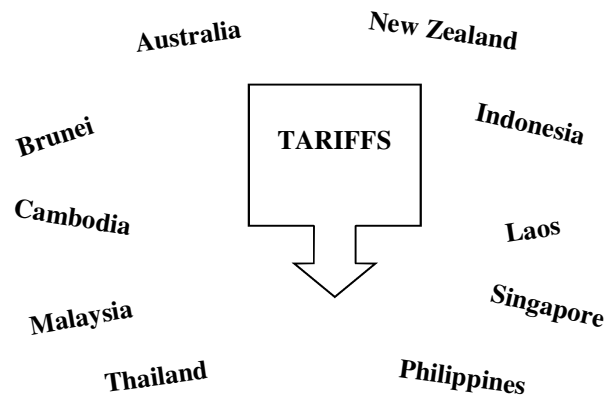 Australia
New Zealand
Brunei
TARIFFS
Indonesia
Cambodia
Laos
Malaysia
Singapore
Thailand
Philippines